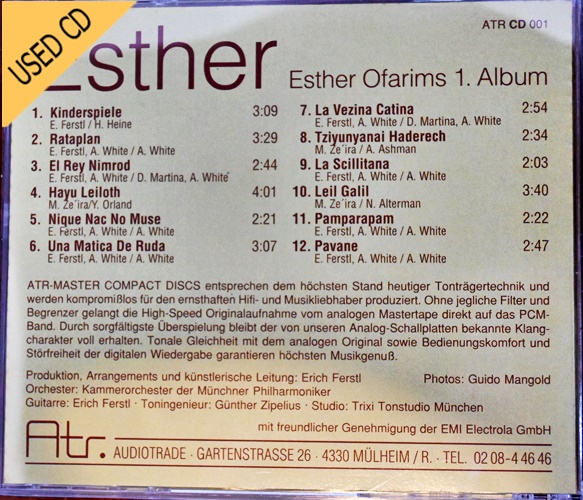 USED CD
ATR CD 001
Esther
Esther Ofarims 1. Album
1. Kinderspiele 3:09
E. Ferstl / H. Heine
2. Rataplan 3:29
E. Ferstl, A. White / A. White
3. El Rey Nimrod 2:44
E. Ferstl, A. White / D. Martina, A. White
4. Hayu Leiloth 4:01
M. Ze´ira/Y. Orland
5. Nique Nac No Muse 2:21
E. Ferstl, A. White / A. White
6. Una Matica De Ruda 3:07
E. Ferstl, A. White / A. White
7. La Vezina Catina 2:54
E. Ferstl, A. White / D. Martina, A. White
8. Tziyunyanai Haderech 2:34
M. Ze´ira / A. Ashman
9. La Scillitana 2:03
E. Ferstl, A. White / A. White
10. Leil Galil 3:40
M. Ze´ira / N. Alterman
11. Pamparapam 2:22
E. Ferstl, A. White / A. White
12. Pavane 2:47
E. Ferstl, A. White / A. White
ATR-MASTER COMPACT DISCS entsprechen dem höchsten Stand heutiger Tonträgertechnik und
werden kompromißlos für den ernsthaften Hifi- und Musikliebhaber produziert. Ohne jegliche Filter und
Begrenzer gelangt die High-Speed Originalaufnahme vom analogen Mastertape direkt auf das PCM-
Band. Durch sorgfältigste Überspielung bleibt der von unseren Analog-Schallplatten bekannte Klang-
charakter voll erhalten. Tonale Gleichheit mit dem analogen Original sowie Bedienungskomfort und
Störfreiheit der digitalen Wiedergabe garantieren höchsten Musikgenuß.
Produktion, Arrangements und künstlerische Leitung: Erich Ferstl Photos: Guido Mangold
Orchester: Kammerorchester der Münchner Philharmoniker
Guitarre: Erich Ferstl · Toningenieur: Günther Zipelius · Studio: Trixi Tonstudio München
mit freundlicher Genehmigung der EMI Electrola GmbH
Atr. AUDIOTRADE · GARTENSTRASSE 26 · 4330 MÜLHEIM / R. · TEL. 02 08-4 46 46